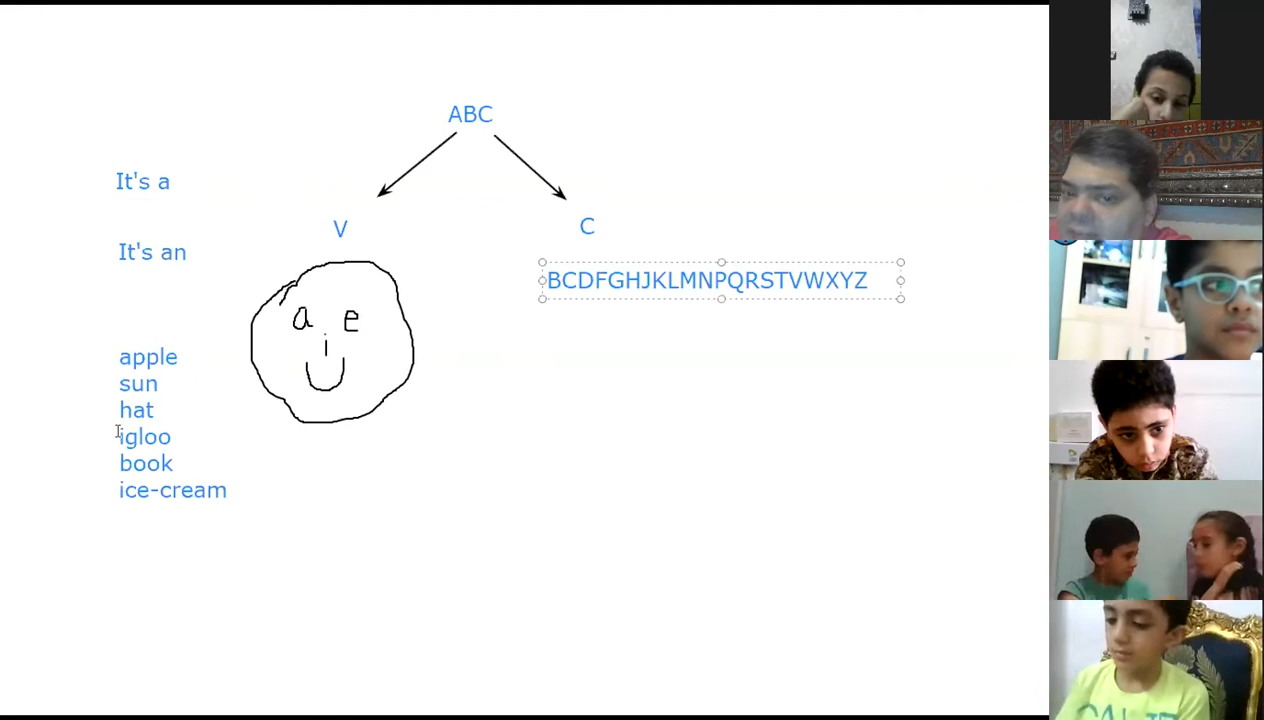 ABC
It's a
V
C
It's an
BCDFGHJKLMNPQRSTVWXYZ
a e
i
U
apple
sun
hat
igloo
book
ice-cream